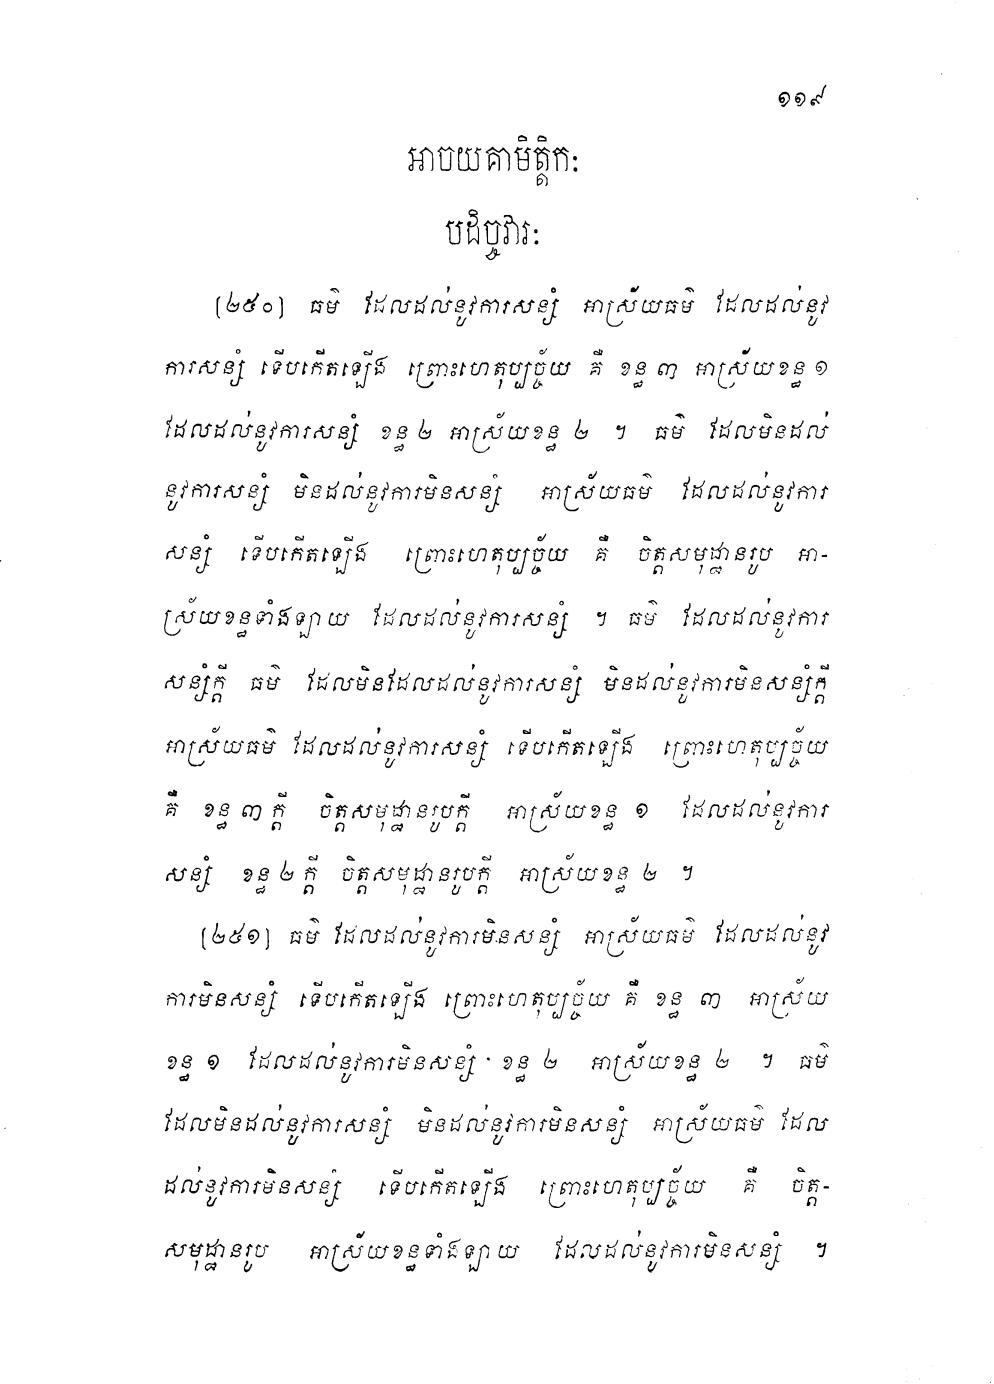 ១១៩
អាចយគាមិត្តិកៈ
បដិច្ចវារៈ
(២៥០) ធម៌ ដែលដល់នូវការសន្សំ អាស្រ័យធម៌ ដែលដល់នូវ
ការសន្សំ ទើបកើតឡើង ព្រោះហេតុប្បច្ច័យ គឺ ខន្ធ ៣ អាស្រ័យខន្ធ ១
ដែលដល់នូវការសន្សំ ខន្ធ ២ អាស្រ័យខន្ធ ២ ។ ធម៌ ដែលមិនដល់
នូវការសន្សំ មិនដល់នូវការមិនសន្សំ អាស្រ័យធម៌ ដែលដល់នូវការ
សន្សំ ទើបកើតឡើង ព្រោះហេតុប្បច្ច័យ គឺ ចិត្តសមុដ្ឋានរូប អា-
ស្រ័យខន្ធទាំងឡាយ ដែលដល់នូវការសន្សំ ។ ធម៌ ដែលដល់នូវការ
សន្សំក្តី ធម៌ ដែលមិនដែលដល់នូវការសន្សំ មិនដល់នូវការមិនសន្សំក្តី
អាស្រ័យធម៌ ដែលដល់នូវការសន្សំ ទើបកើតឡើង ព្រោះហេតុប្បច្ច័យ
គឺ ខន្ធ ៣ ក្តី ចិត្តសមុដ្ឋានរូបក្តី អាស្រ័យខន្ធ ១ ដែលដល់នូវការ
សន្សំ ខន្ធ ២ ក្តី ចិត្តសមុដ្ឋានរូបក្តី អាស្រ័យខន្ធ ២ ។
(២៥១) ធម៌ ដែលដល់នូវការមិនសន្សំ អាស្រ័យធម៌ ដែលដល់នូវ
ការមិនសន្សំ ទើបកើតឡើង ព្រោះហេតុប្បច្ច័យ គឺ ខន្ធ ៣ អាស្រ័យ
ខន្ធ ១ ដែលដល់នូវការមិនសន្សំ ខន្ធ ២ អាស្រ័យខន្ធ ២ ។ ធម៌
ដែលមិនដល់នូវការសន្សំ មិនដល់នូវការមិនសន្សំ អាស្រ័យធម៌ ដែល
ដល់នូវការមិនសន្សំ ទើបកើតឡើង ព្រោះហេតុប្បច្ច័យ គឺ ចិត្ត-
សមុដ្ឋានរូប អាស្រ័យខន្ធទាំងឡាយ ដែលដល់នូវការមិនសន្សំ ។